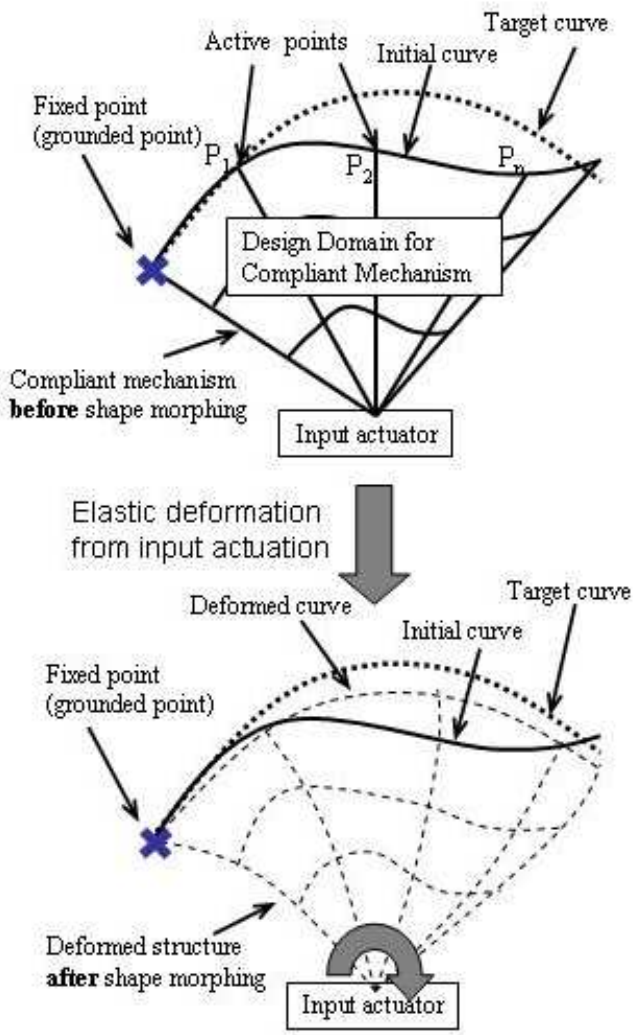 Target curve
Active points
Initial curve
Fixed point
(grounded point)
P1
P2
Pn
Design Domain for
Compliant Mechanism
Compliant mechanism
before shape morphing
Input actuator
Elastic deformation
from input actuation
Deformed curve
Target curve
Initial curve
Fixed point
(grounded point)
Deformed structure
after shape morphing
Input actuator